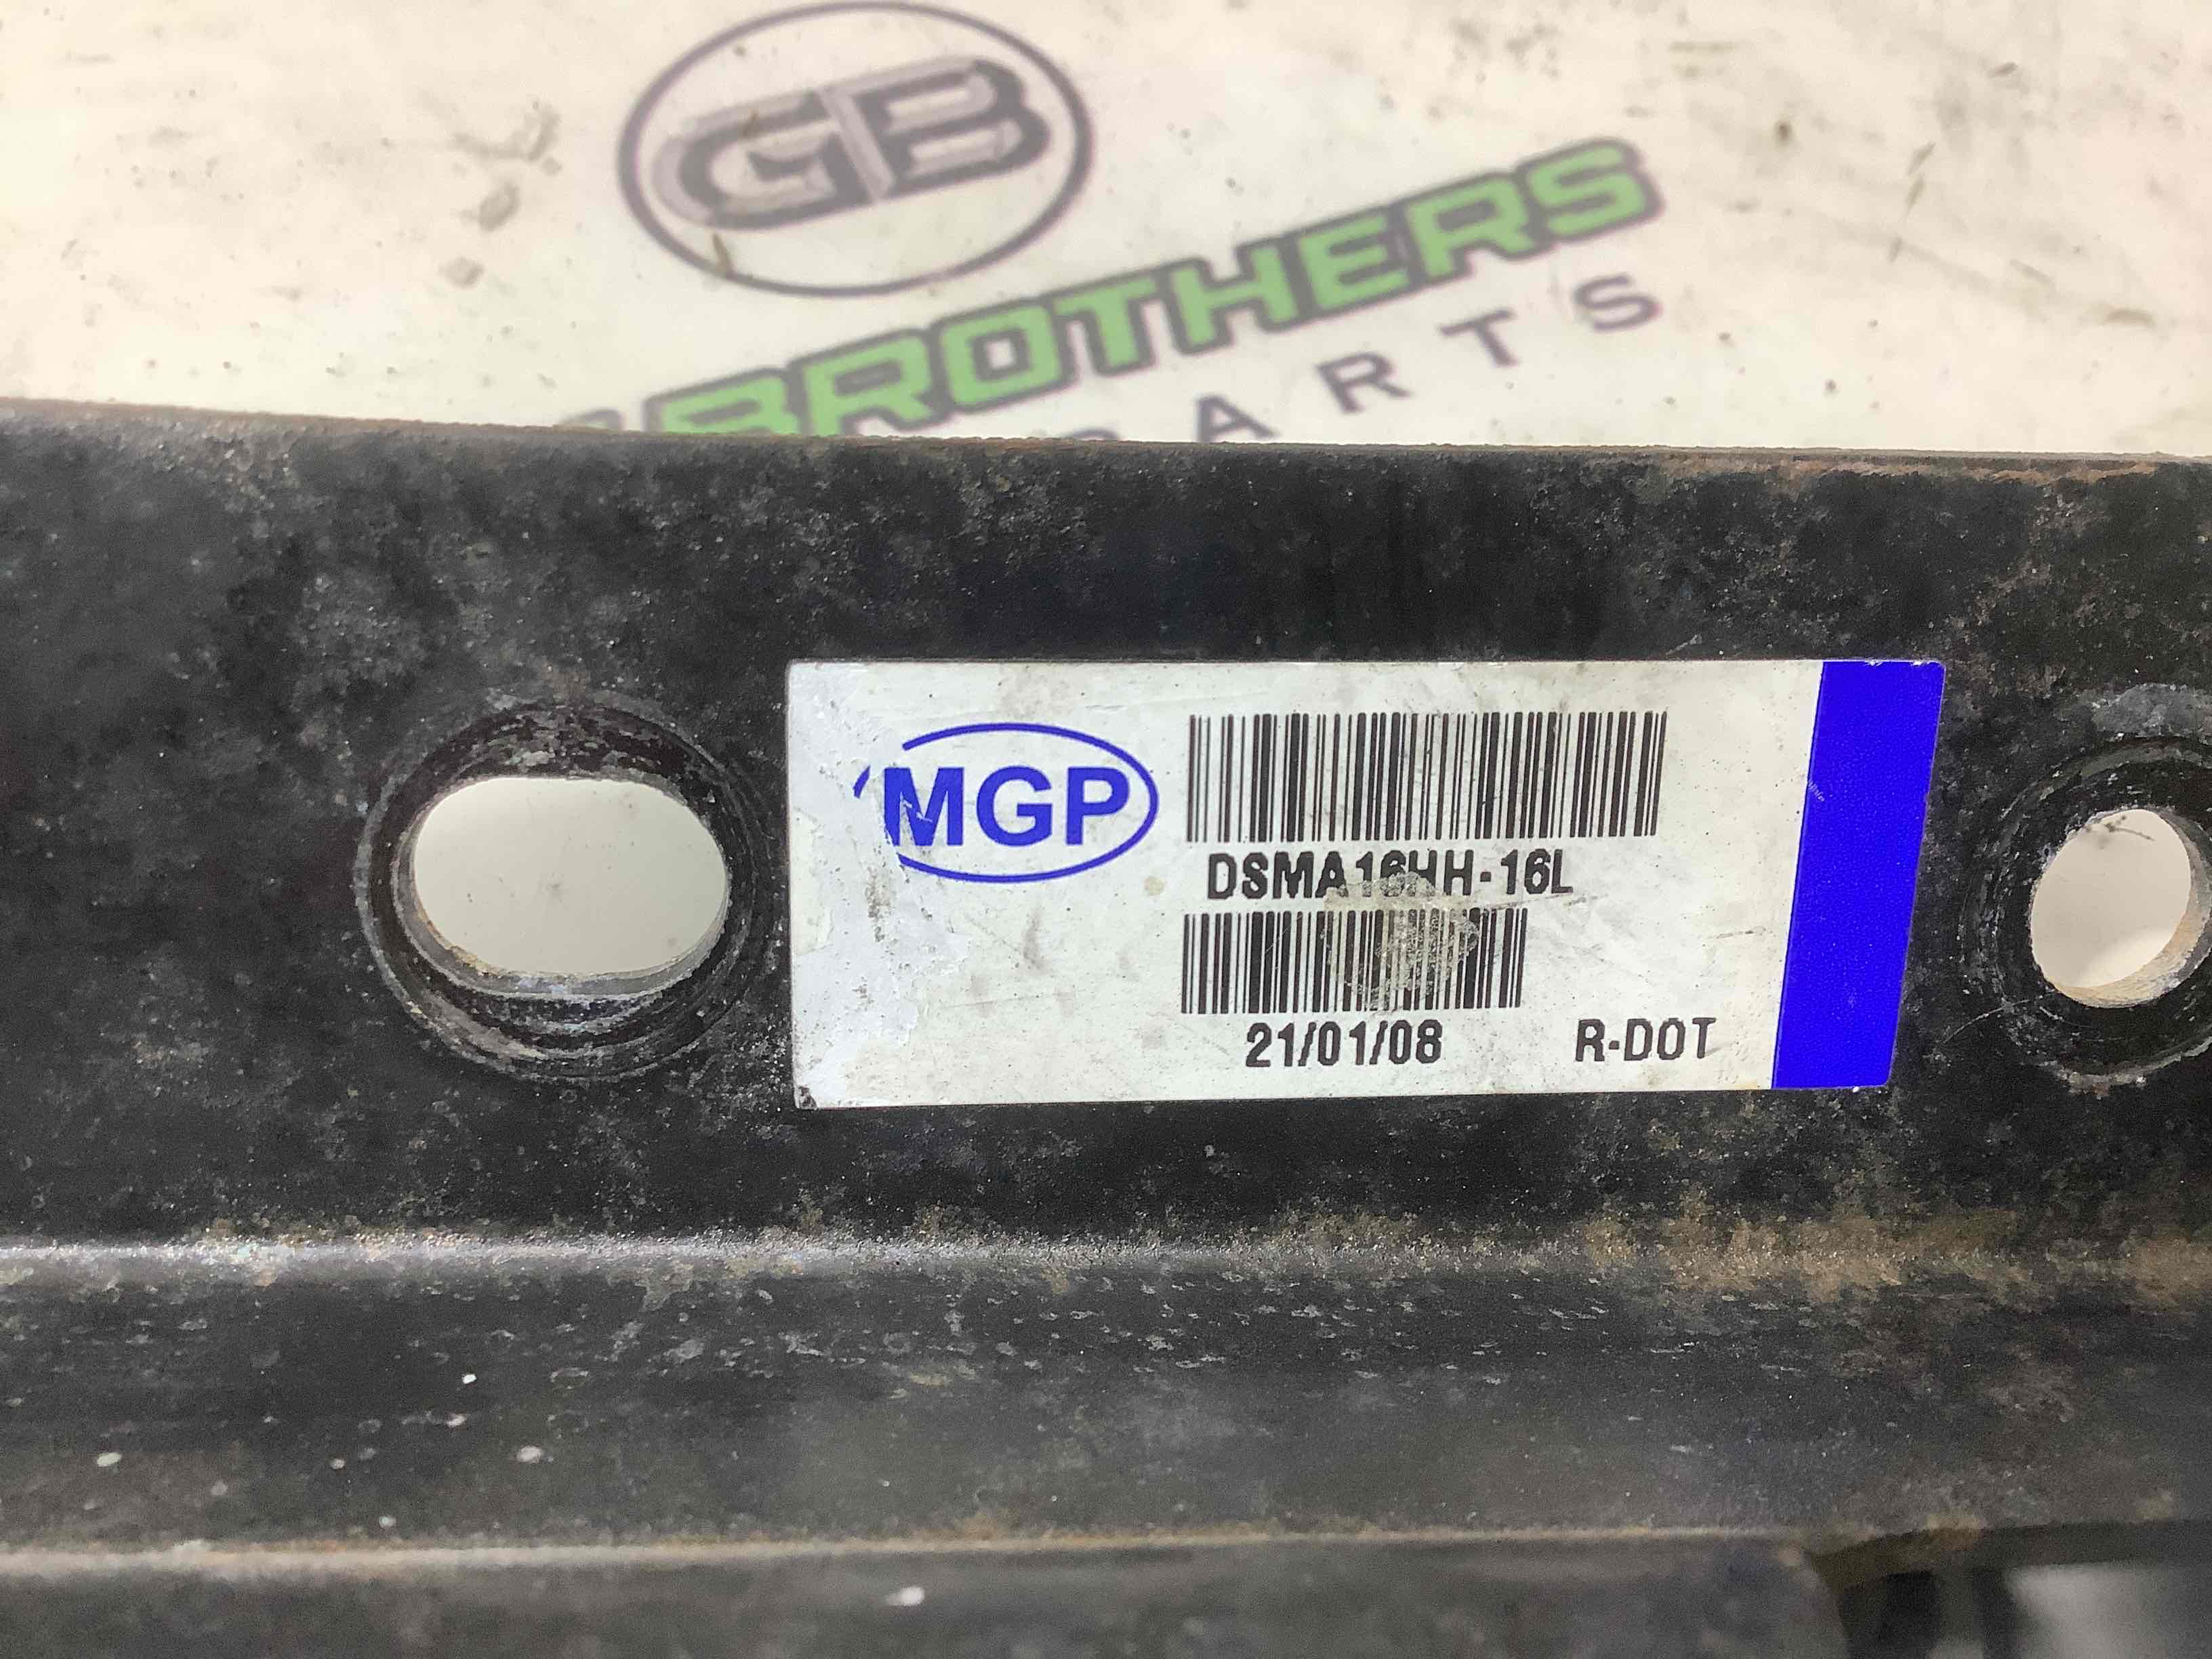 GB
BROTHERS
PARTS
MGP
DSMA16HH-16L
21/01/08 R-DOT